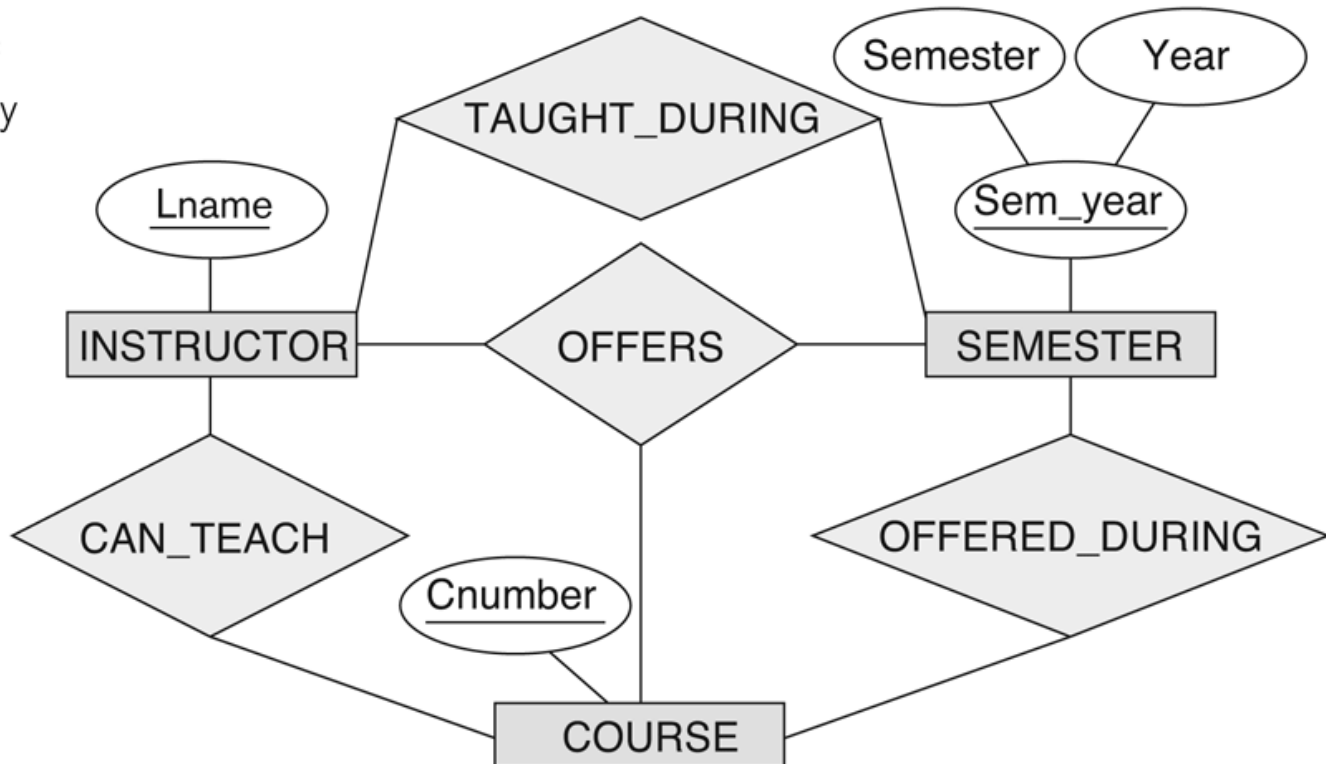 y
Semester
Year
TAUGHT_DURING
Lname
Sem_year
INSTRUCTOR
OFFERS
SEMESTER
CAN_TEACH
OFFERED_DURING
Cnumber
COURSE